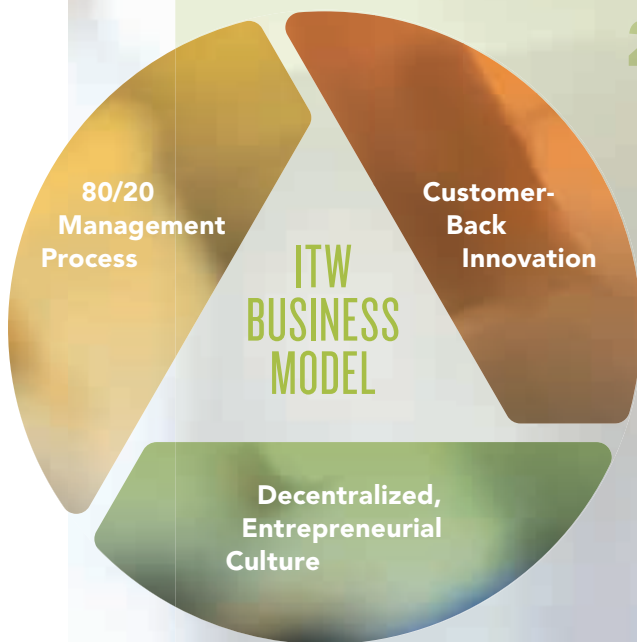 80/20
Management
Process
Customer-
Back
Innovation
ITW
BUSINESS
MODEL
Decentralized,
Entrepreneurial
Culture